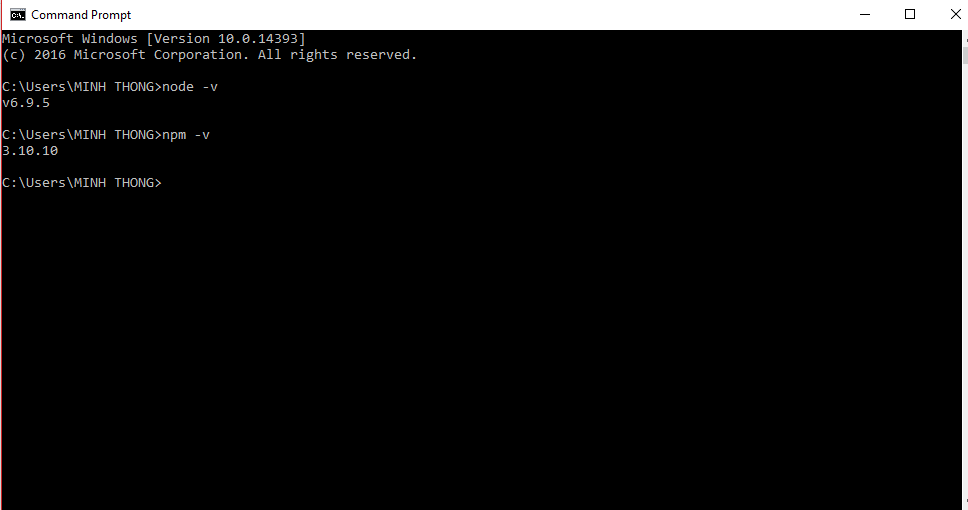 Command Prompt
Microsoft Windows [Version 10.0.14393]
(c) 2016 Microsoft Corporation. All rights reserved.
C:\Users\MINH THONG>node -v
v6.9.5
C:\Users\MINH THONG>npm -v
3.10.10
C:\Users\MINH THONG>